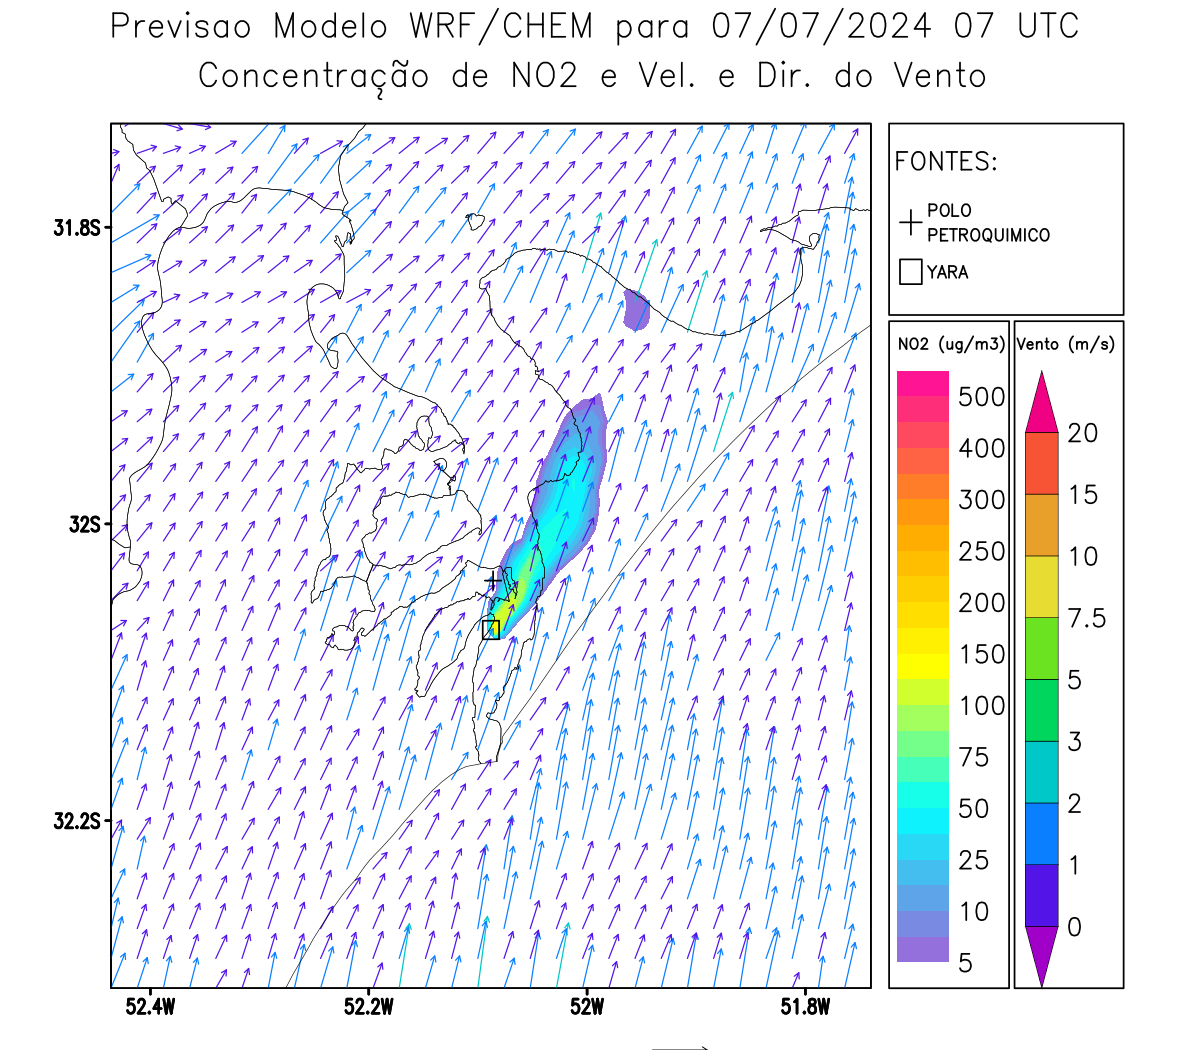 Previsao Modelo WRF/CHEM para 07/07/2024 07 UTC
Concentração de NO2 e Vel. e Dir. do Vento
FONTES:
POLO
PETROQUIMICO
YARA
31.8S
32S
32.2S
52.4W
52.2W
52W
51.8W
NO2 (ug/m3)
500
400
300
250
200
150
100
75
50
25
10
5
Vento (m/s)
20
15
10
7.5
5
3
2
1
0